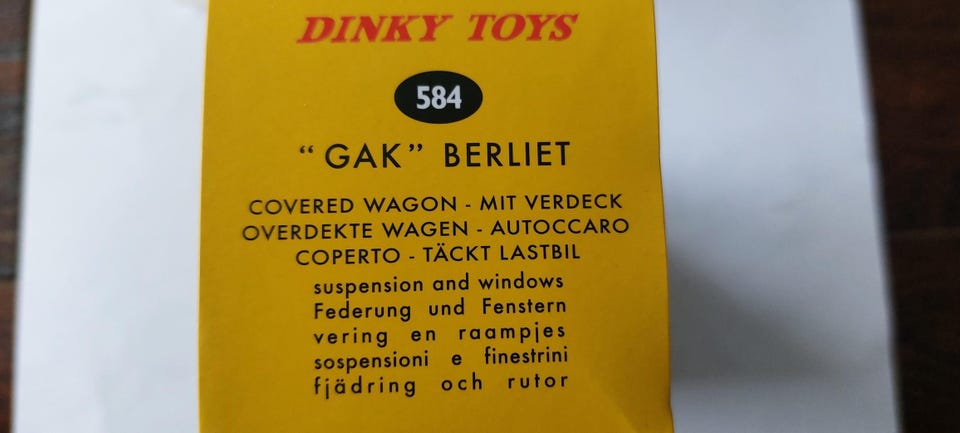 DINKY TOYS
584
“GAK” BERLIET
COVERED WAGON - MIT VERDECK
OVERDEKTE WAGEN - AUTOCCARO
COPERTO - TÄCKT LASTBIL
suspension and windows
Federung und Fenstern
vering en raampjes
sospensioni e finestrini
fjädring och rutor